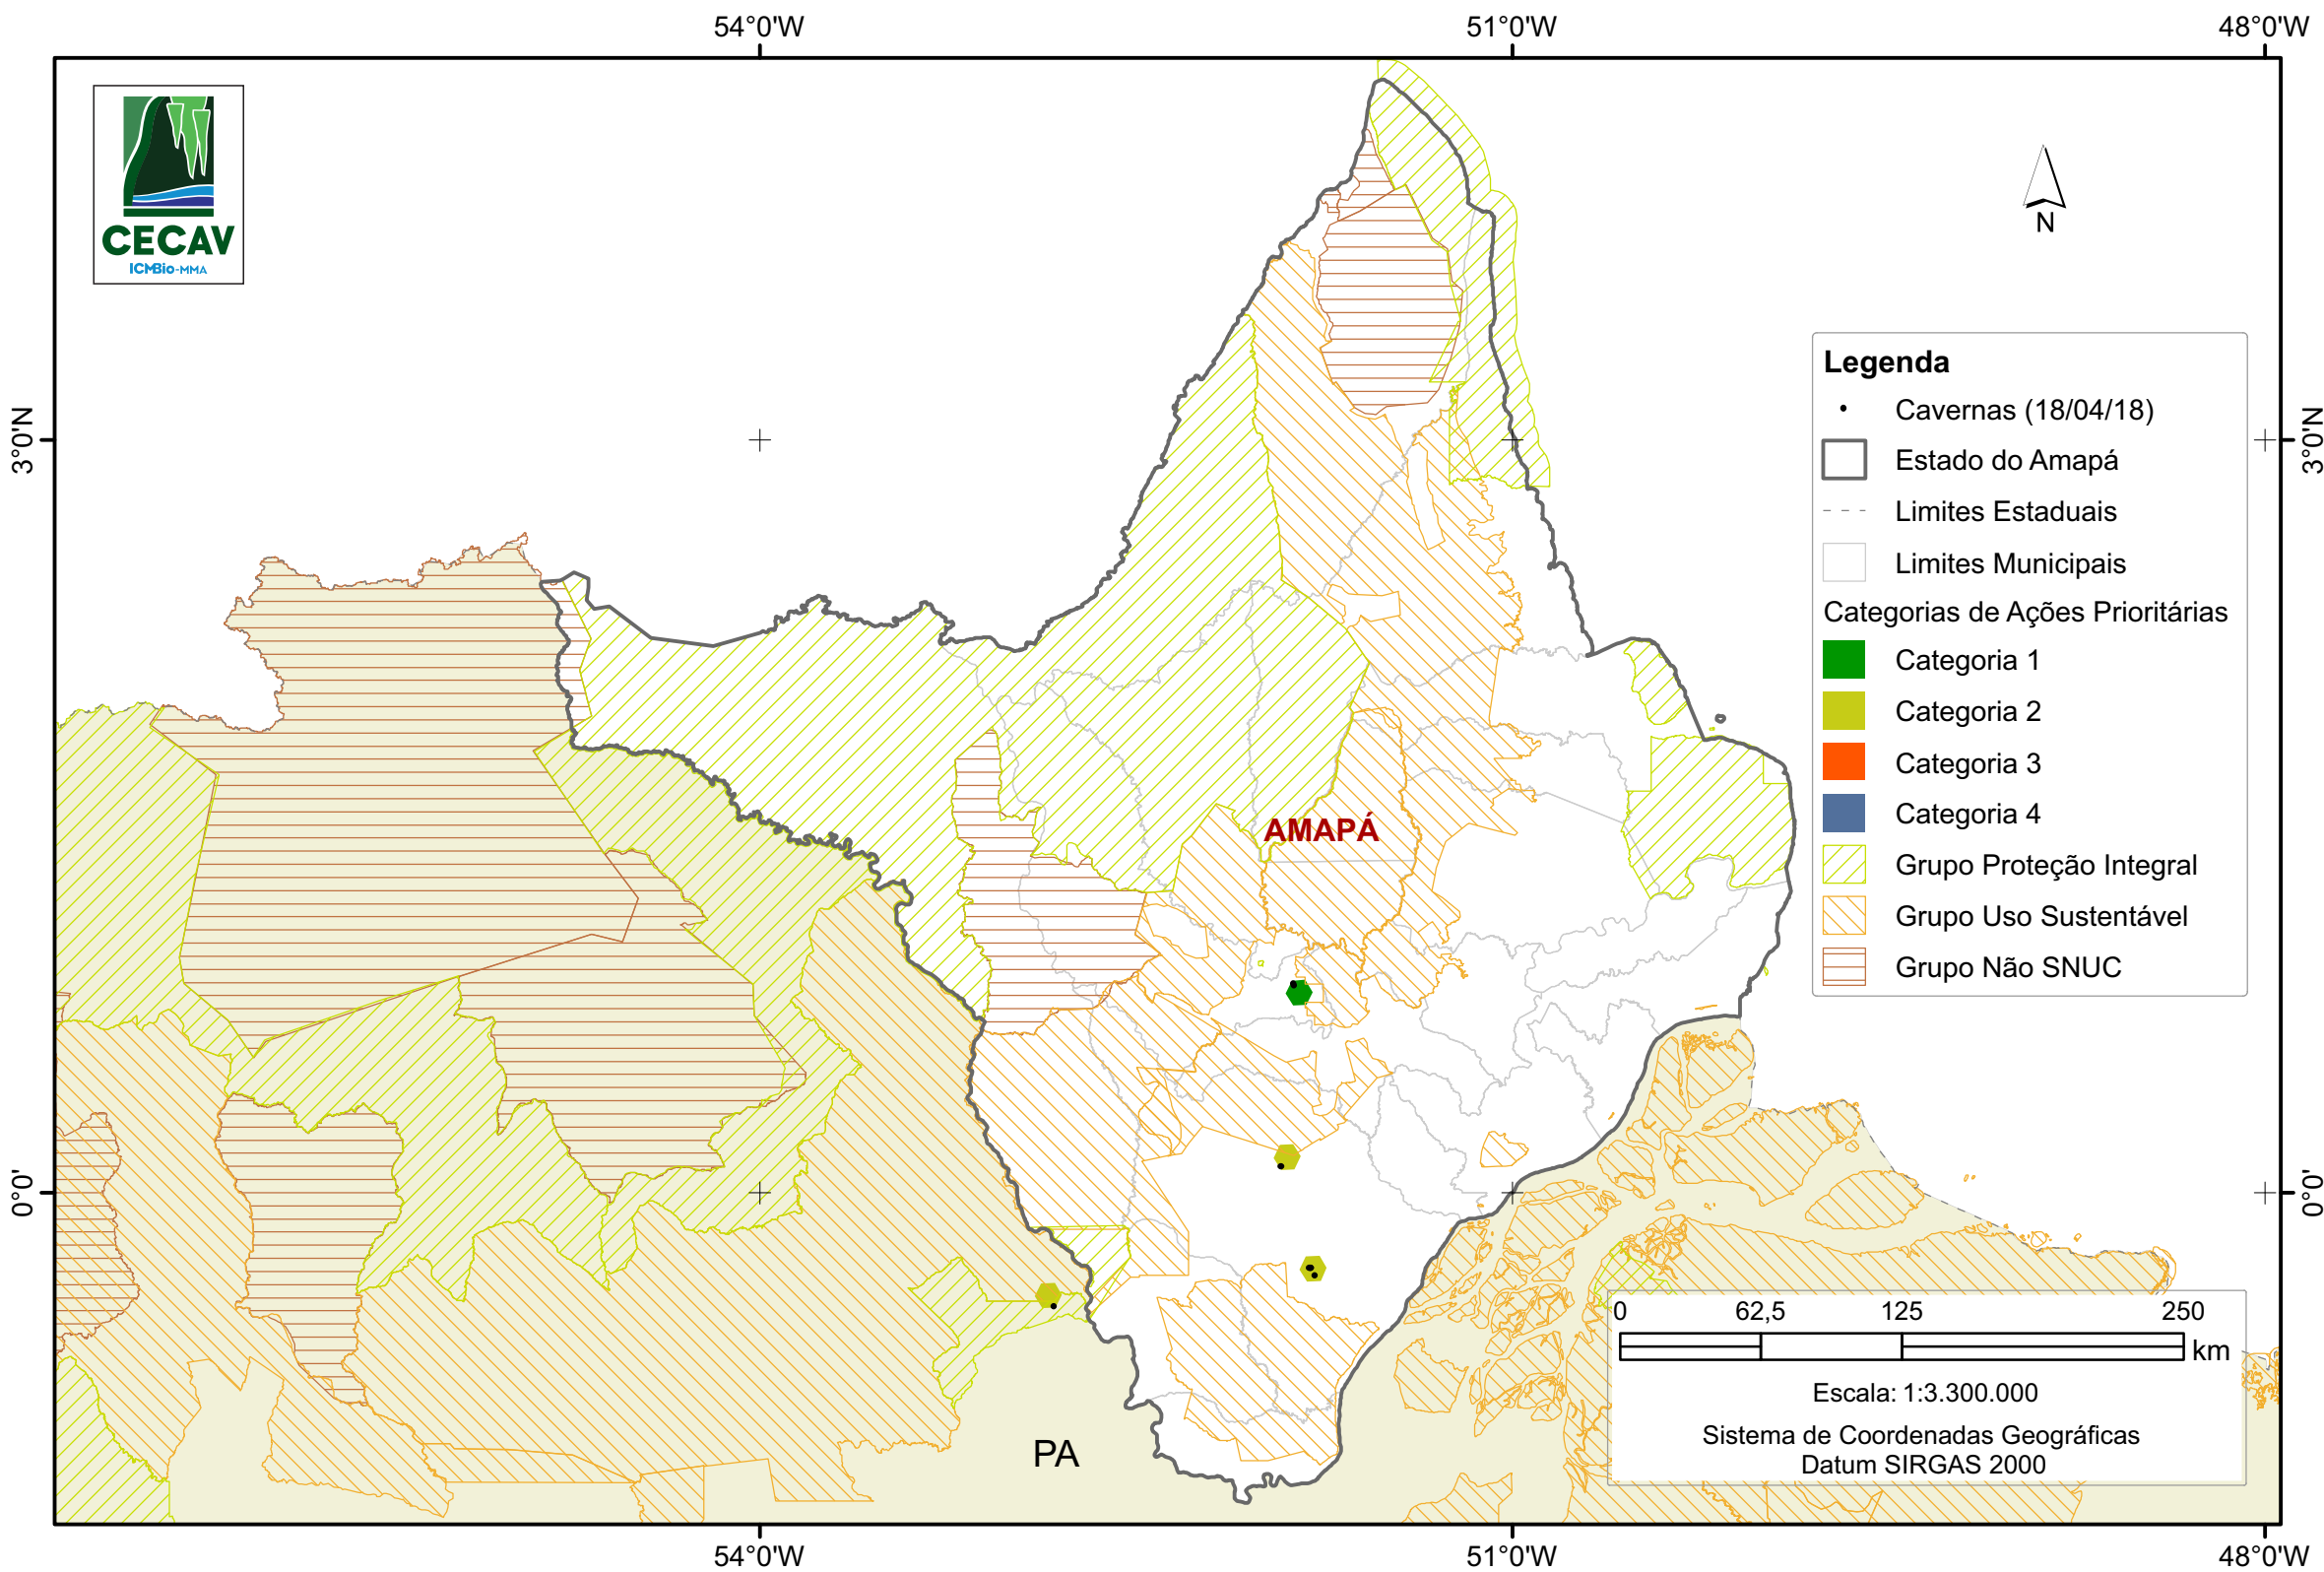 54°0'W
51°0'W
48°0'W
CECAV
ICMBio-MMA
N
3°0'N
3°0'N
Legenda
Cavernas (18/04/18)
Estado do Amapá
Limites Estaduais
Limites Municipais
Categorias de Ações Prioritárias
Categoria 1
Categoria 2
Categoria 3
Categoria 4
Grupo Proteção Integral
Grupo Uso Sustentável
Grupo Não SNUC
AMAPÁ
0°0'
0°0'
PA
0 62,5 125 250
km
Escala: 1:3.300.000
Sistema de Coordenadas Geográficas
Datum SIRGAS 2000
54°0'W
51°0'W
48°0'W